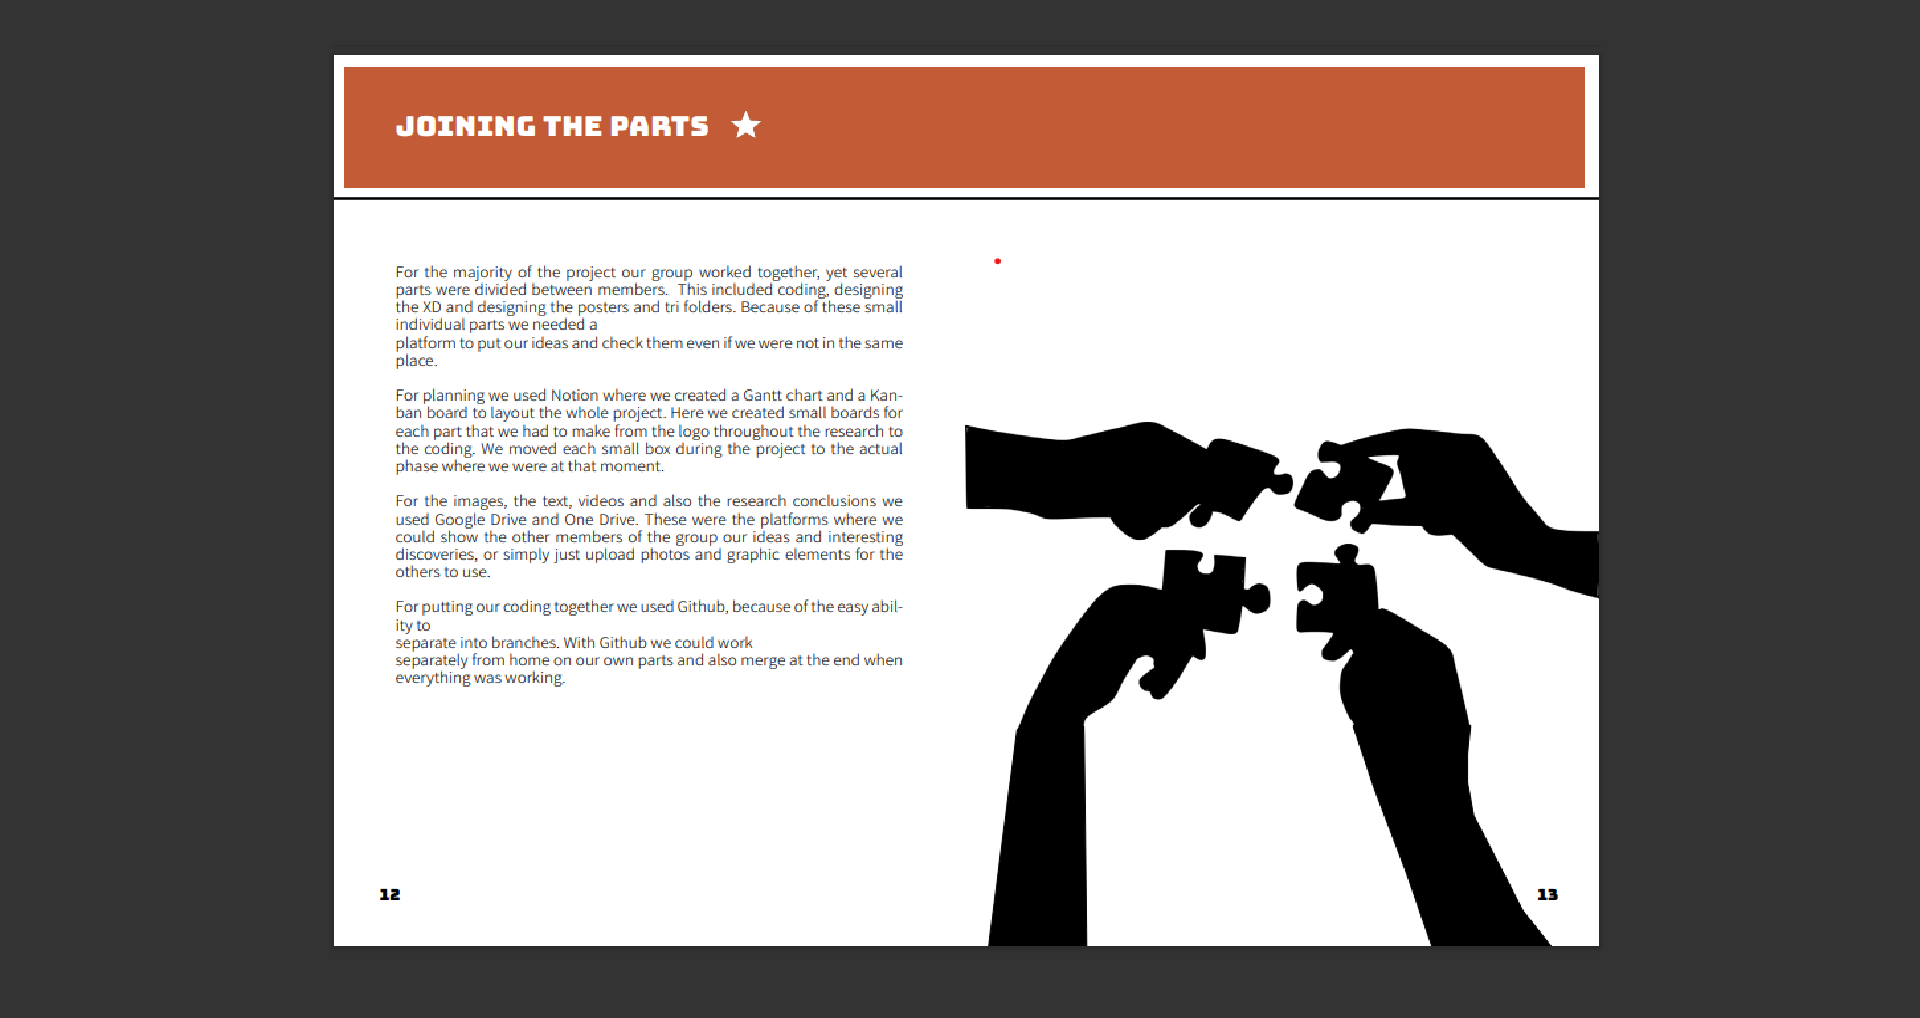 JOINING THE PARTS
For the majority of the project our group worked together, yet several
parts were divided between members.  This included coding, designing
the XD and designing the posters and tri folders. Because of these small
individual parts we needed a
platform to put our ideas and check them even if we were not in the same
place.
For planning we used Notion where we created a Gantt chart and a Kan-
ban board to layout the whole project. Here we created small boards for
each part that we had to make from the logo throughout the research to
the coding. We moved each small box during the project to the actual
phase where we were at that moment.
For the images, the text, videos and also the research conclusions we
used Google Drive and One Drive. These were the platforms where we
could show the other members of the group our ideas and interesting
discoveries, or simply just upload photos and graphic elements for the
others to use.
For putting our coding together we used Github, because of the easy abil-
ity to
separate into branches. With Github we could work
separately from home on our own parts and also merge at the end when
everything was working.
12
13